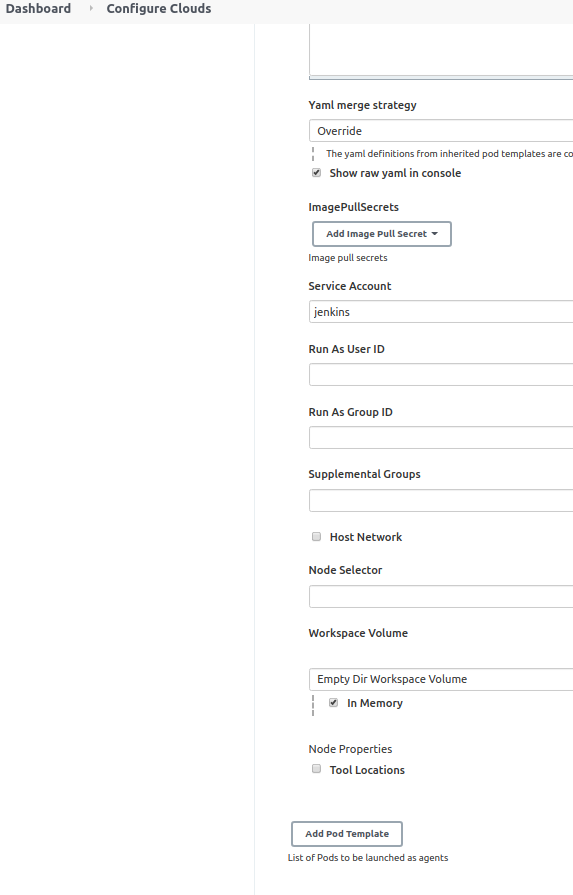 Dashboard
Configure Clouds
Yaml merge strategy
Override
The yaml definitions from inherited pod templates are co
Show raw yaml in console
ImagePullSecrets
Add Image Pull Secret
Image pull secrets
Service Account
jenkins
Run As User ID
Run As Group ID
Supplemental Groups
Host Network
Node Selector
Workspace Volume
Empty Dir Workspace Volume
In Memory
Node Properties
Tool Locations
Add Pod Template
List of Pods to be launched as agents